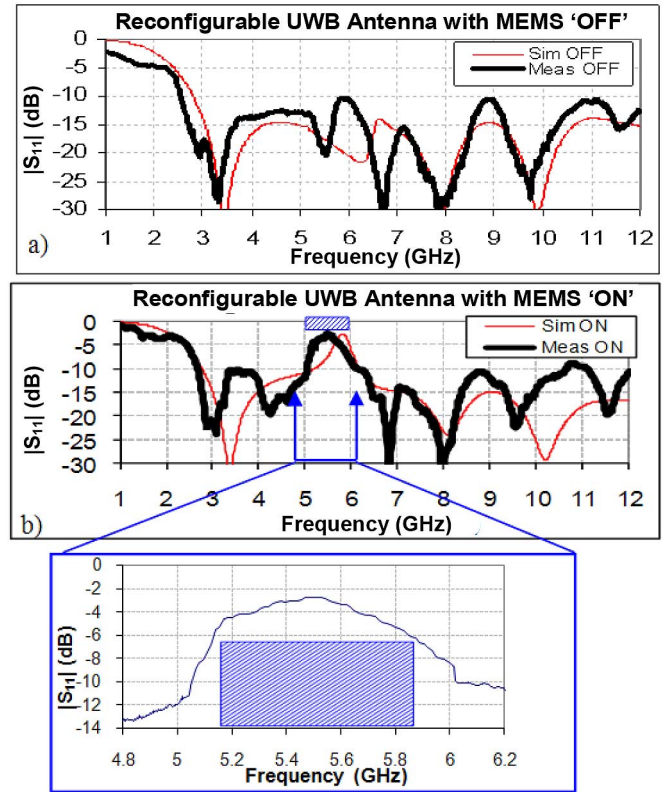 Reconfigurable UWB Antenna with MEMS ‘OFF’
0
-5
-10
-15
-20
-25
-30
|S₁₁| (dB)
Sim OFF
Meas OFF
1 2 3 4 5 6 7 8 9 10 11 12
Frequency (GHz)
a)
Reconfigurable UWB Antenna with MEMS ‘ON’
0
-5
-10
-15
-20
-25
-30
|S₁₁| (dB)
Sim ON
Meas ON
1 2 3 4 5 6 7 8 9 10 11 12
Frequency (GHz)
b)
0
-2
-4
-6
-8
-10
-12
-14
|S₁₁| (dB)
4.8 5 5.2 5.4 5.6 5.8 6 6.2
Frequency (GHz)